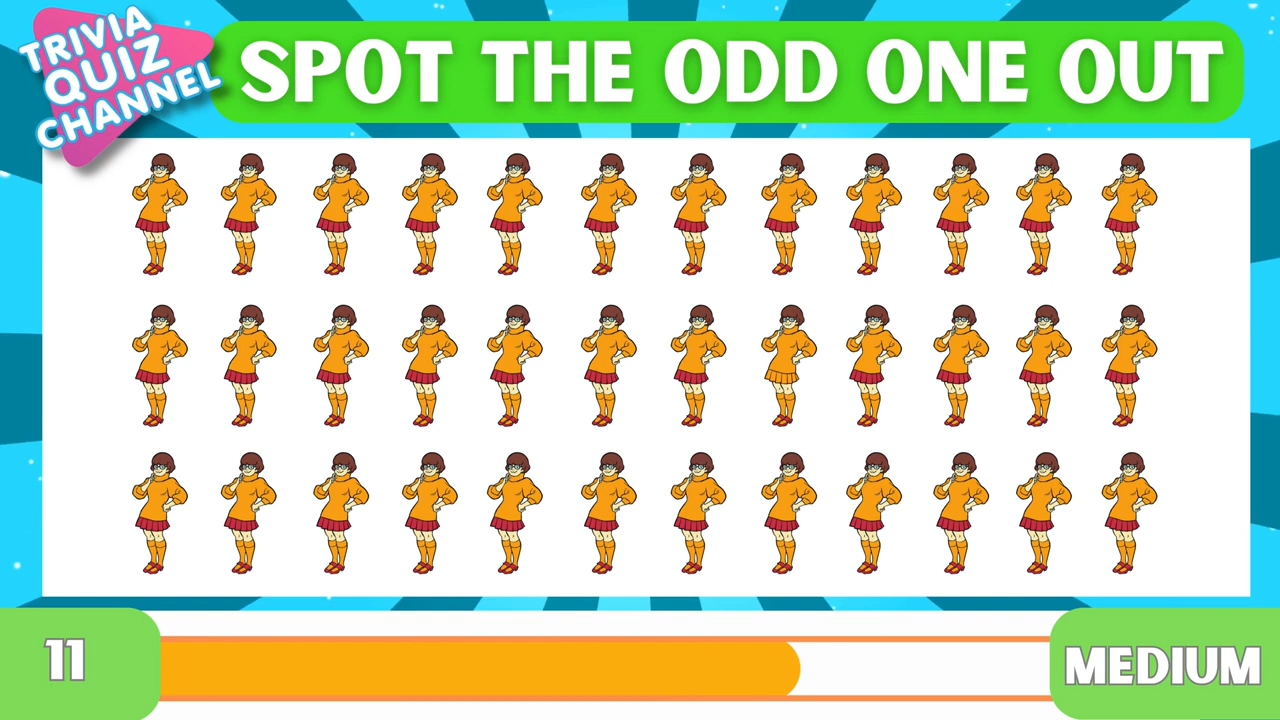 TRIVIA
QUIZ
CHANNEL
SPOT THE ODD ONE OUT
11
MEDIUM